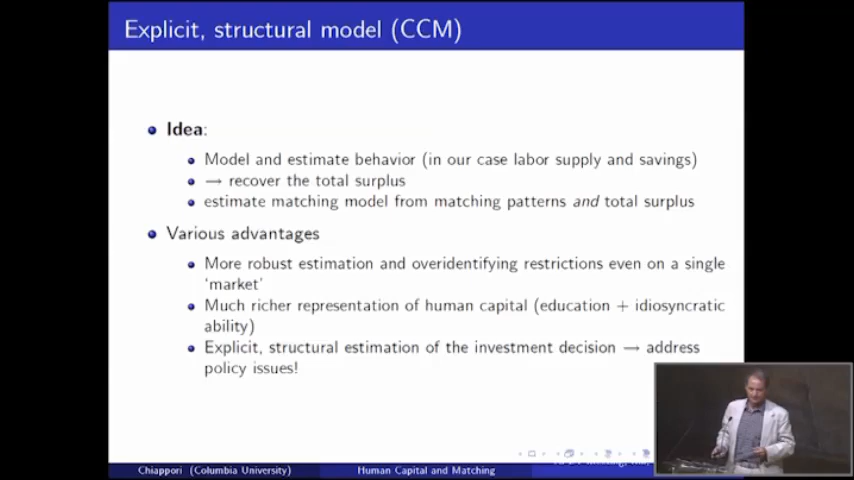 Explicit, structural model (CCM)
Idea:
Model and estimate behavior (in our case labor supply and savings)
→ recover the total surplus
estimate matching model from matching patterns and total surplus
Various advantages
More robust estimation and overidentifying restrictions even on a single
'market'
Much richer representation of human capital (education + idiosyncratic
ability)
Explicit, structural estimation of the investment decision → address
policy issues!
Chiappori (Columbia University)
Human Capital and Matching